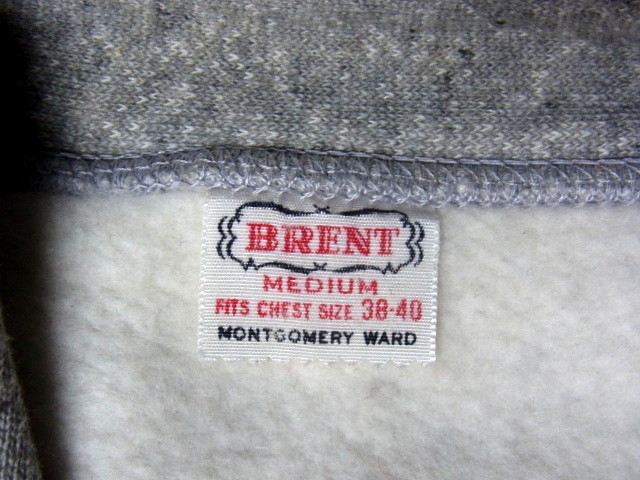 BRENT
MEDIUM
FITS CHEST SIZE 38-40
MONTGOMERY WARD